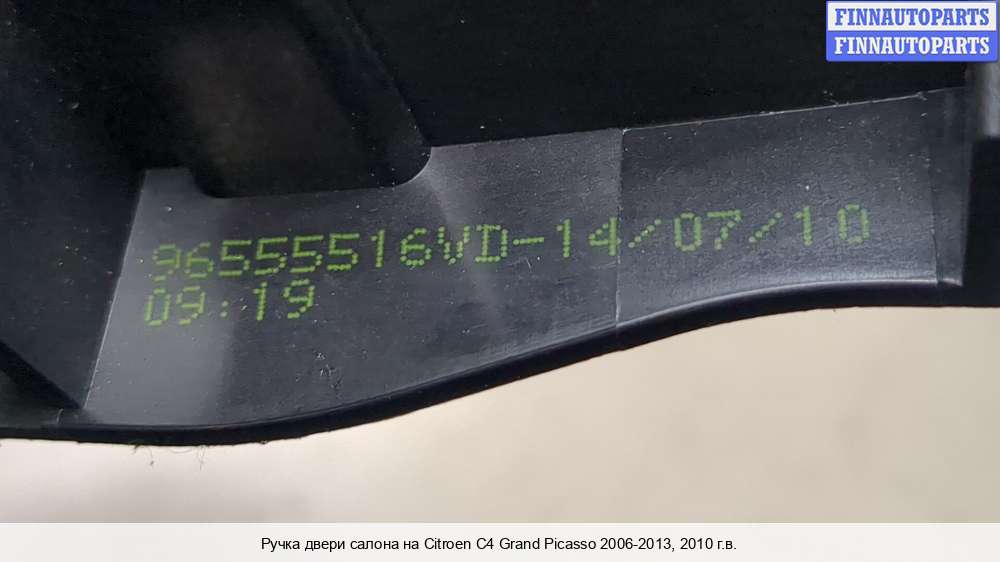 FINNAUTOPARTS
FINNAUTOPARTS
96555516VD-14/07/10
09:19
Ручка двери салона на Citroen C4 Grand Picasso 2006-2013, 2010 г.в.